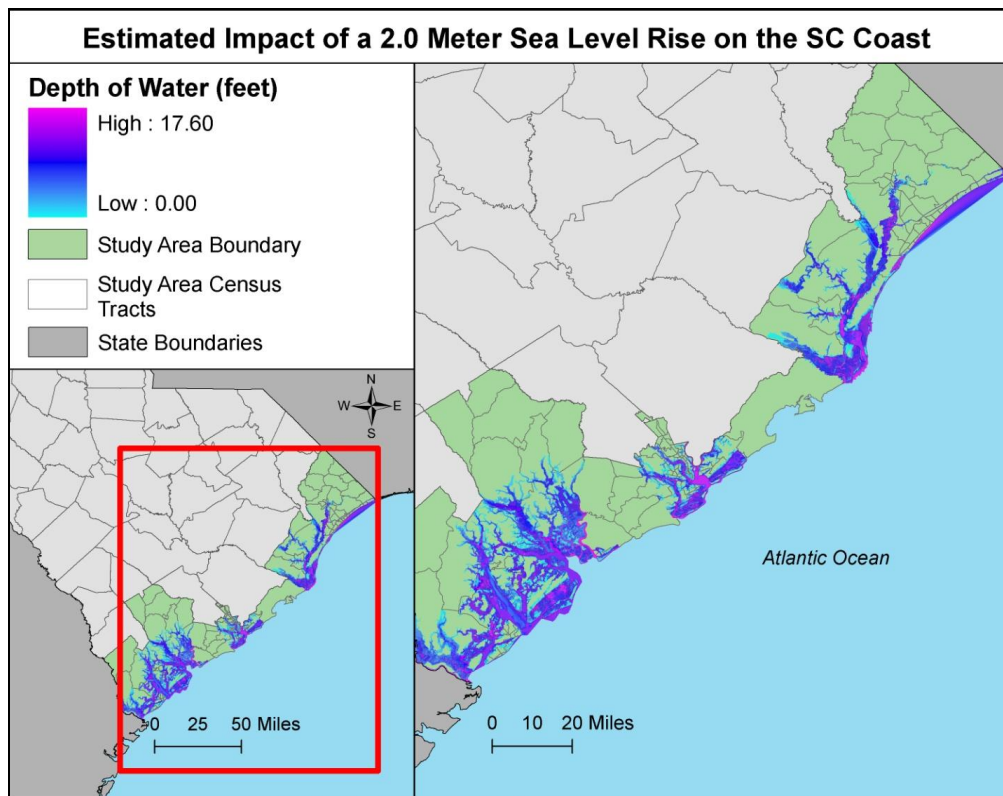 Estimated Impact of a 2.0 Meter Sea Level Rise on the SC Coast
Depth of Water (feet)
High : 17.60
Low : 0.00
Study Area Boundary
Study Area Census
Tracts
State Boundaries
N
W E
S
0 25 50 Miles
Atlantic Ocean
0 10 20 Miles